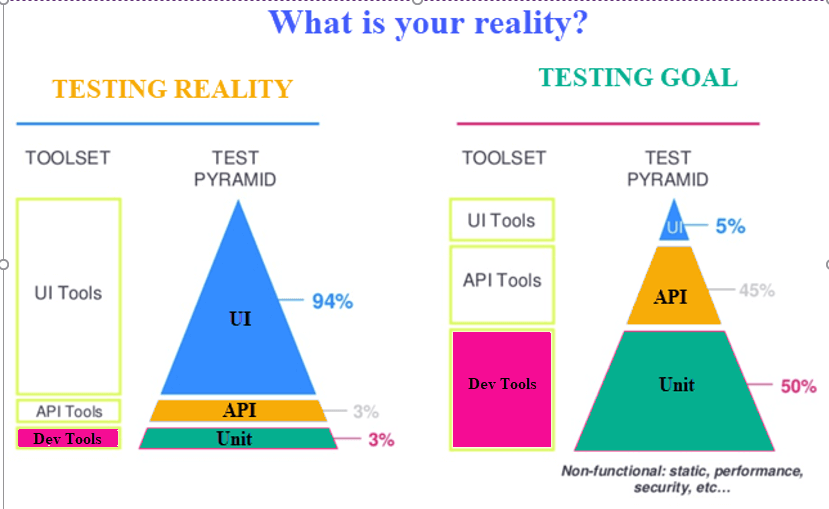 What is your reality?
TESTING REALITY
TOOLSET
TEST
PYRAMID
UI Tools
UI
94%
API Tools
API
3%
Dev Tools
Unit
3%
TESTING GOAL
TOOLSET
TEST
PYRAMID
UI Tools
UI
5%
API Tools
API
45%
Dev Tools
Unit
50%
Non-functional: static, performance,
security, etc...